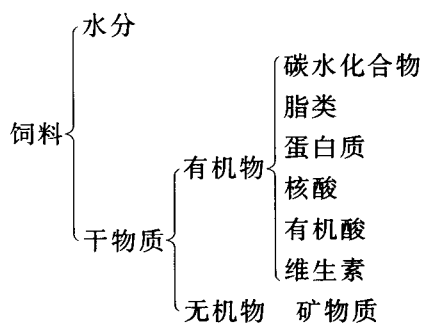 水分
碳水化合物
脂类
饲料
蛋白质
有机物
核酸
有机酸
干物质
维生素
无机物 矿物质